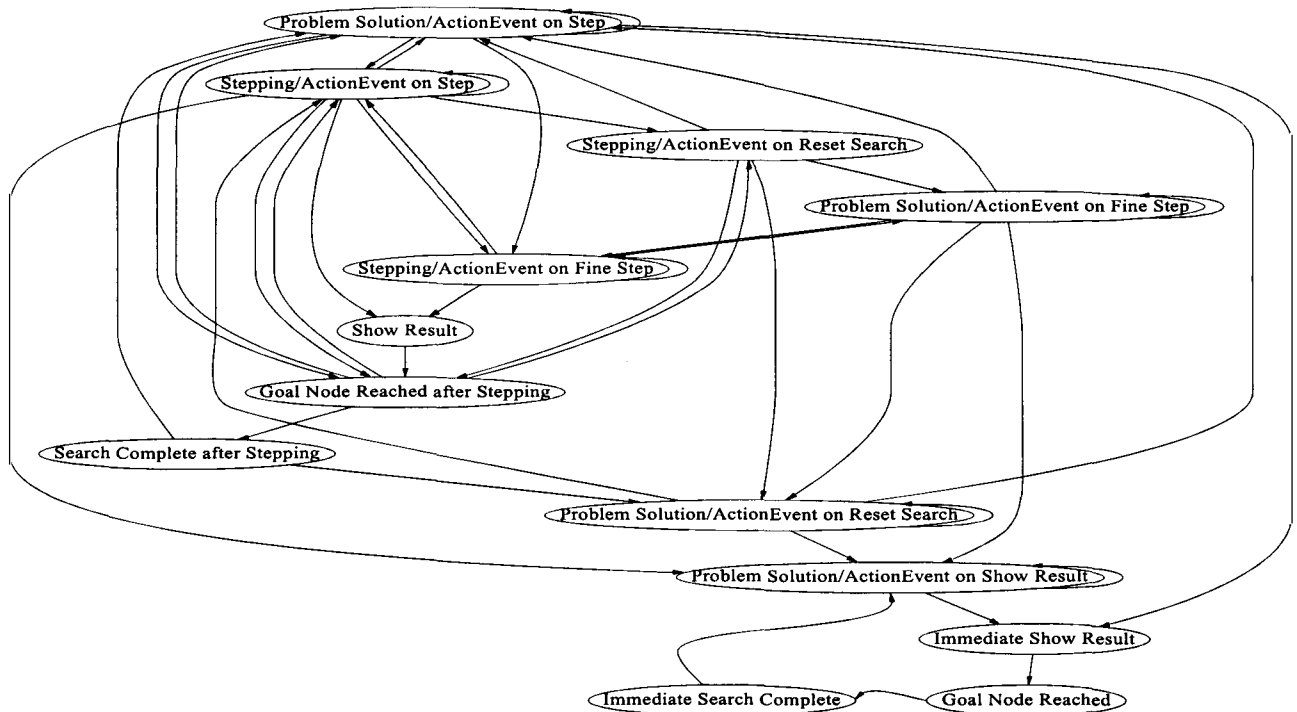 Problem Solution/ActionEvent on Step
Stepping/ActionEvent on Step
Stepping/ActionEvent on Reset Search
Problem Solution/ActionEvent on Fine Step
Stepping/ActionEvent on Fine Step
Show Result
Goal Node Reached after Stepping
Search Complete after Stepping
Problem Solution/ActionEvent on Reset Search
Problem Solution/ActionEvent on Show Result
Immediate Show Result
Immediate Search Complete
Goal Node Reached